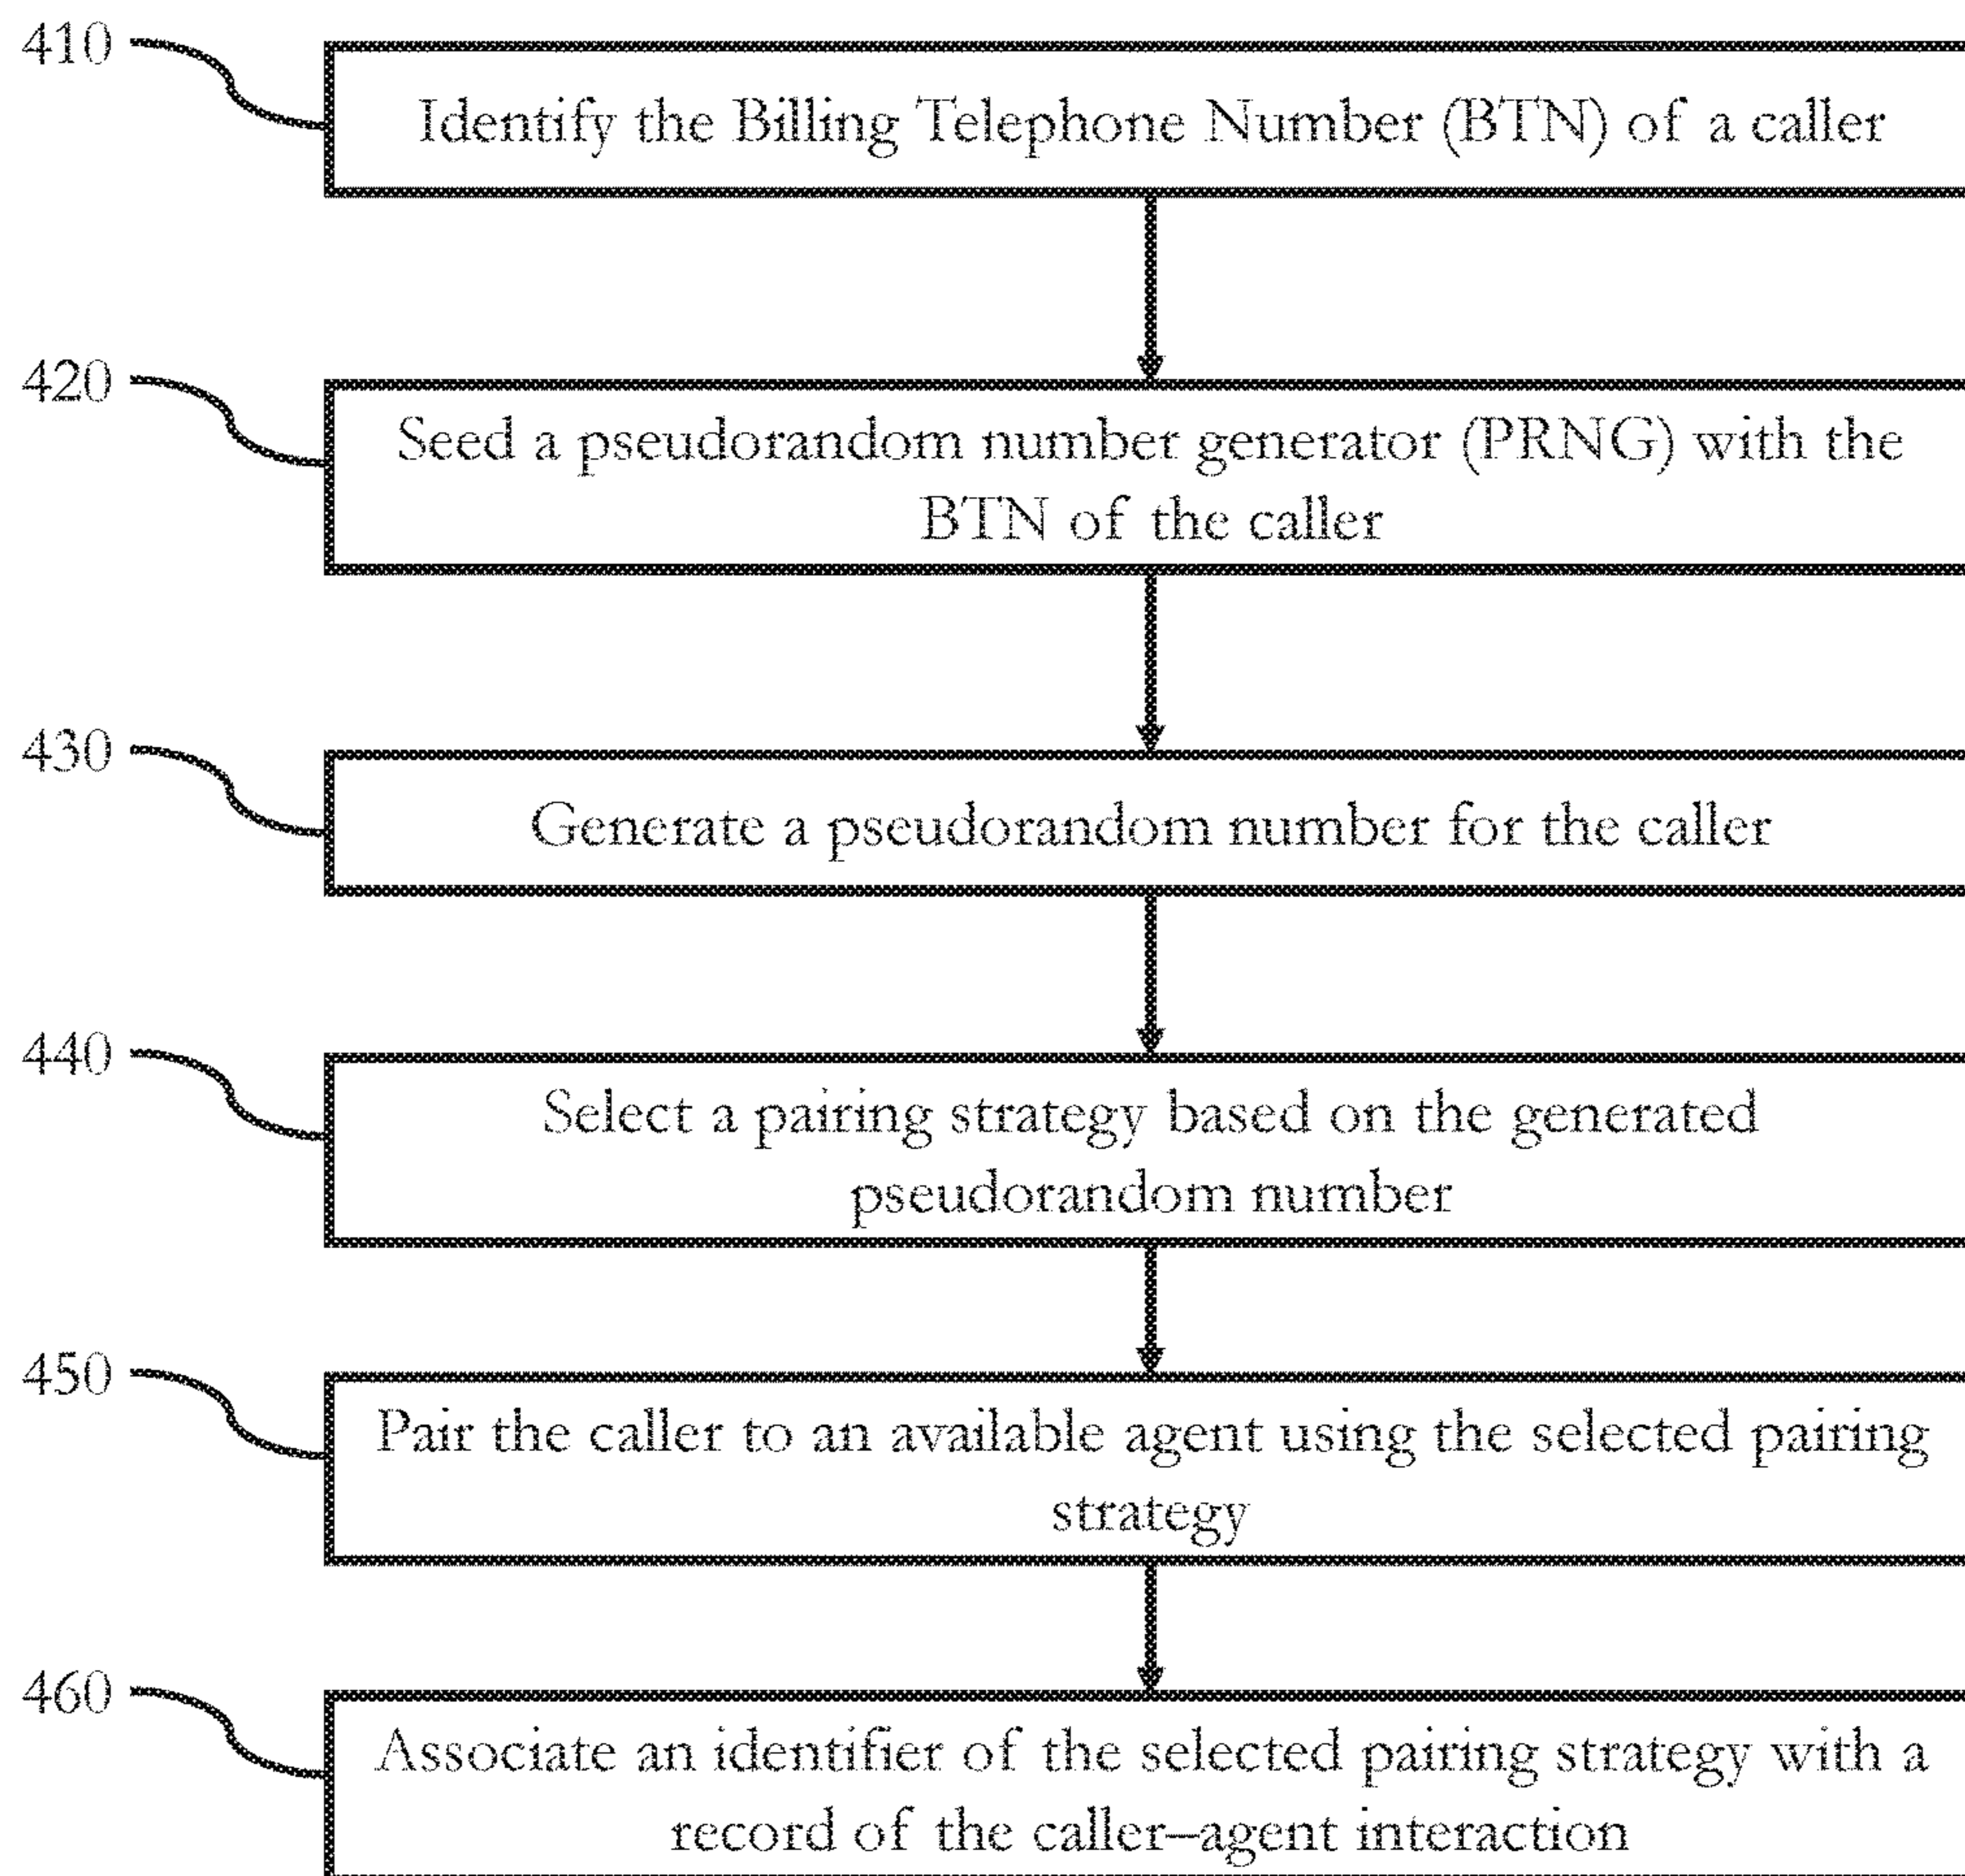 410
Identify the Billing Telephone Number (BTN) of a caller
420
Seed a pseudorandom number generator (PRNG) with the
BTN of the caller
430
Generate a pseudorandom number for the caller
440
Select a pairing strategy based on the generated
pseudorandom number
450
Pair the caller to an available agent using the selected pairing
strategy
460
Associate an identifier of the selected pairing strategy with a
record of the caller–agent interaction